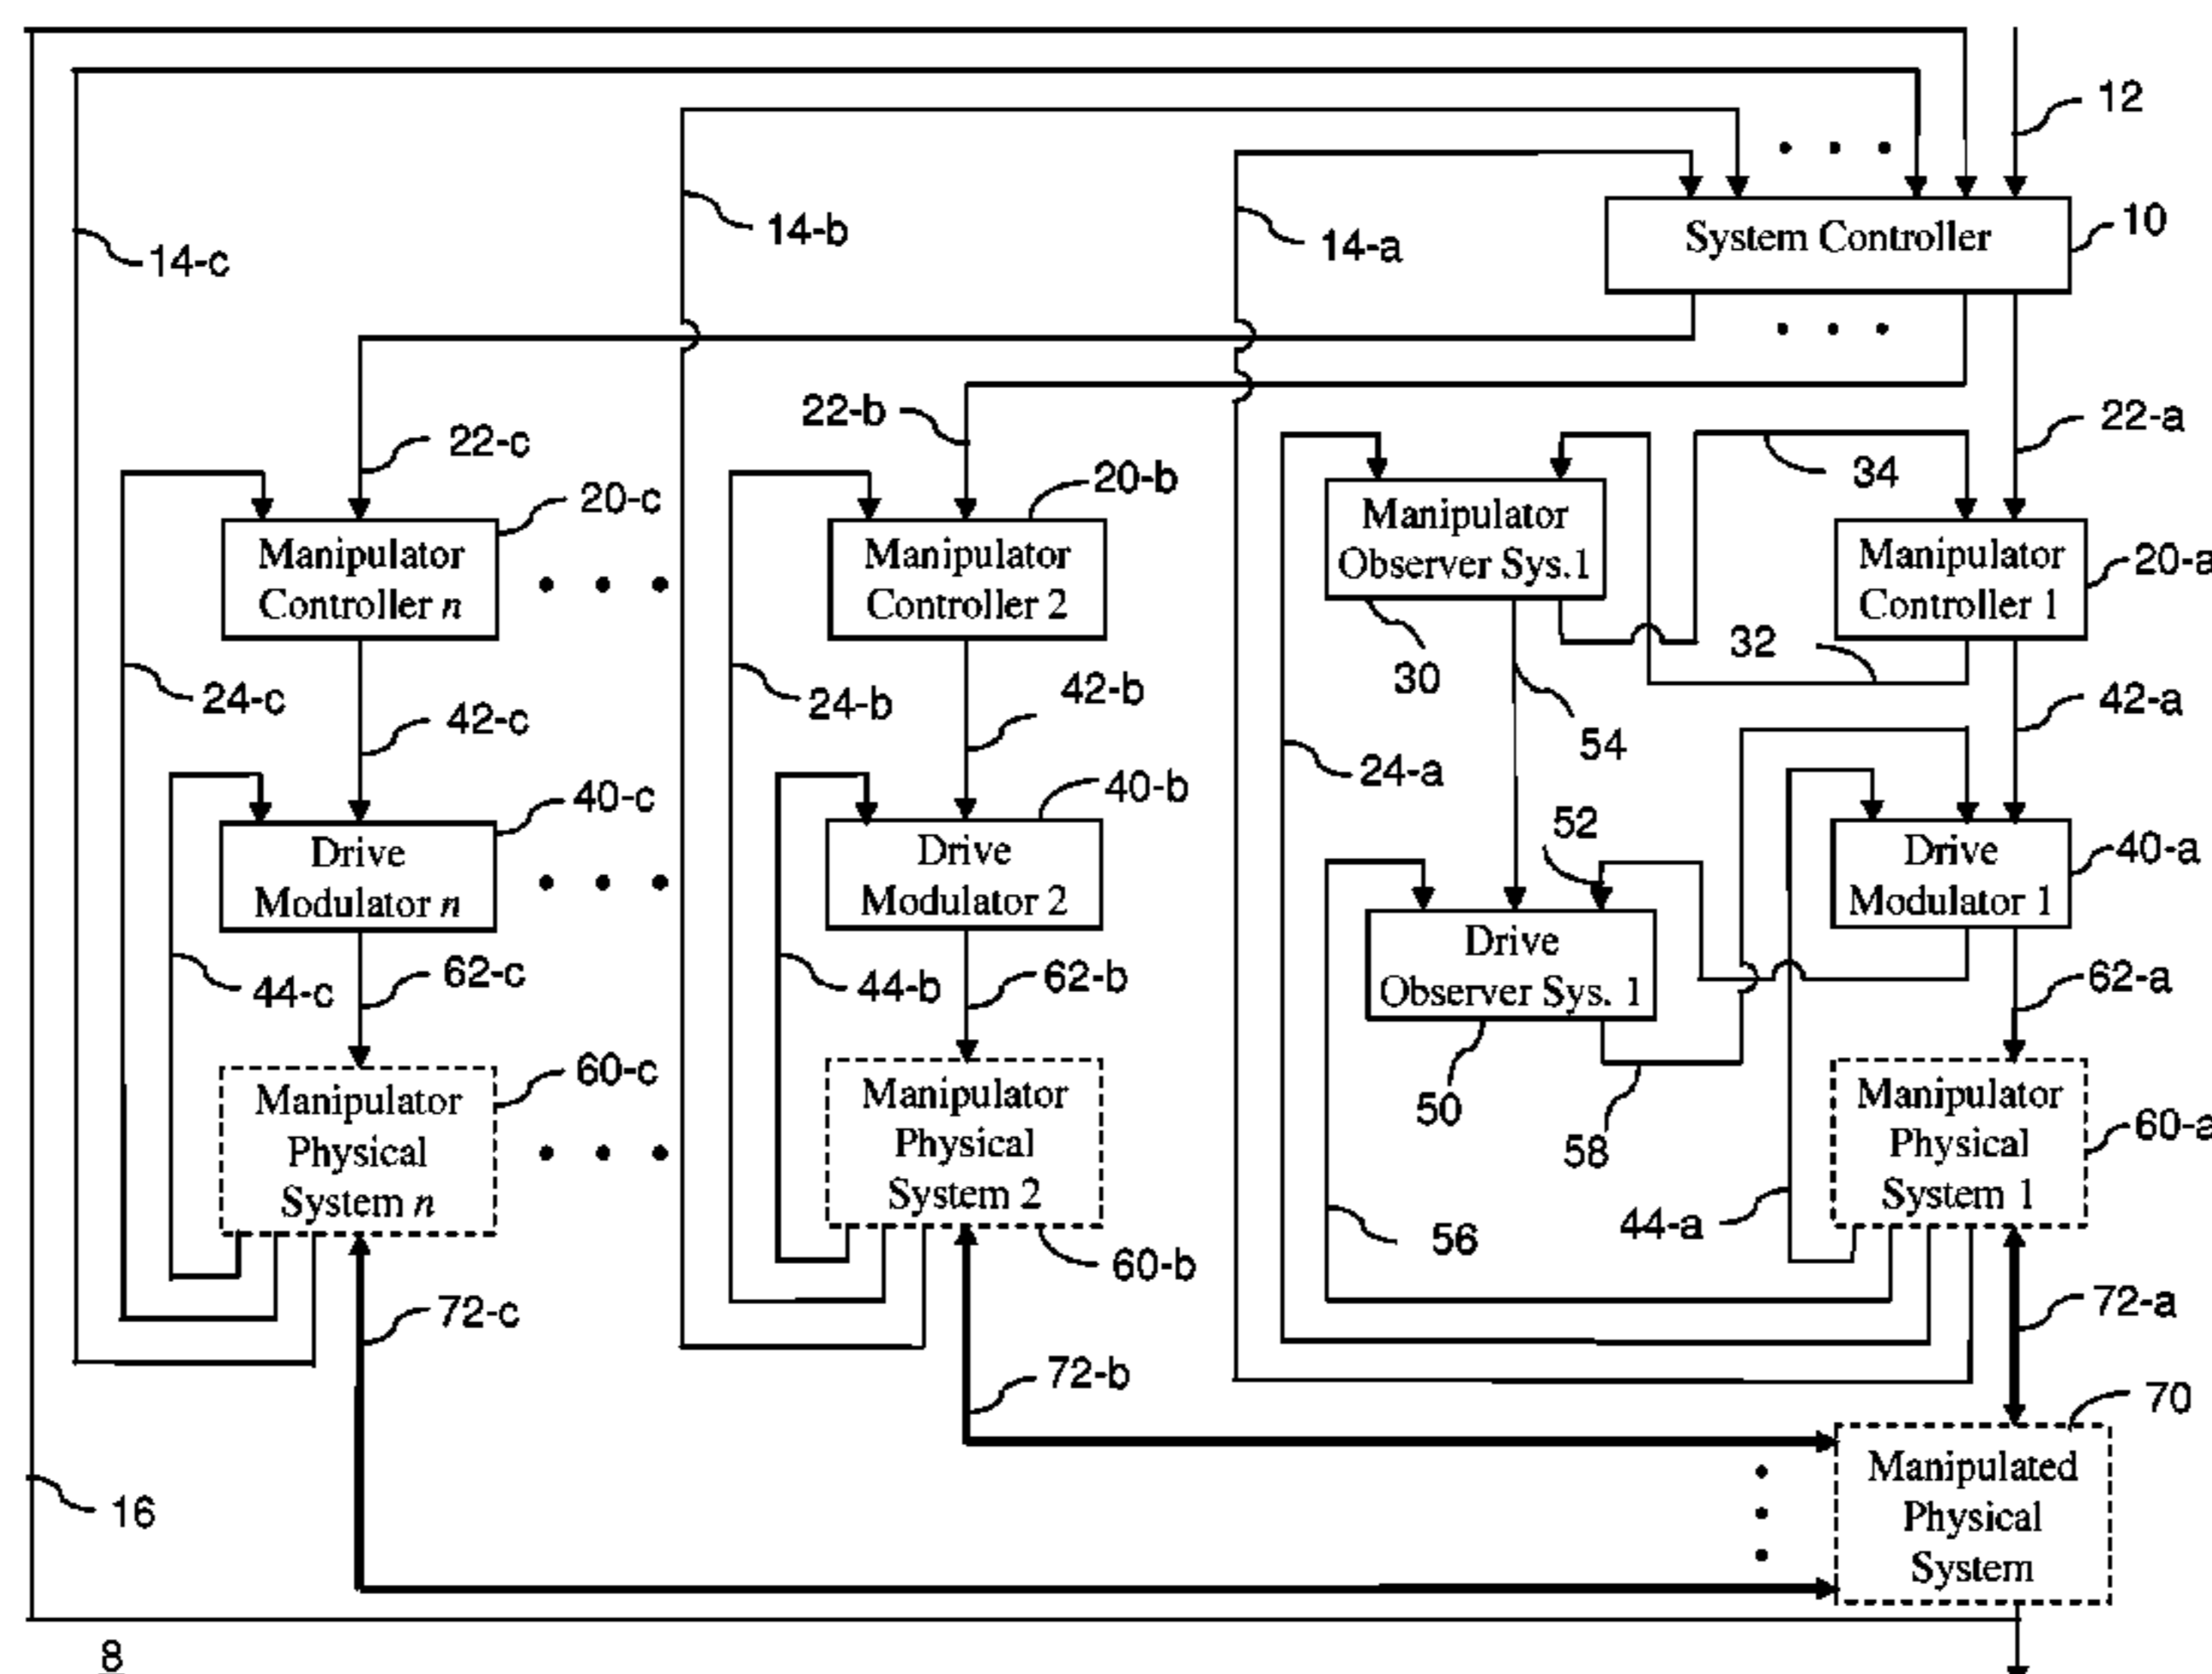 12
14-c
14-b
14-a
System Controller
10
22-c
22-b
22-a
34
20-c
20-b
Manipulator
Controller n
Manipulator
Controller 2
Manipulator
Observer Sys.1
Manipulator
Controller 1
20-a
30
32
24-c
42-c
24-b
42-b
54
24-a
42-a
40-c
40-b
52
Drive
Modulator n
Drive
Modulator 2
Drive
Modulator 1
40-a
Drive
Observer Sys. 1
44-c
62-c
44-b
62-b
62-a
50
58
60-c
Manipulator
Physical
System n
Manipulator
Physical
System 2
Manipulator
Physical
System 1
60-a
56
44-a
60-b
72-c
72-b
72-a
70
Manipulated
Physical
System
16
8